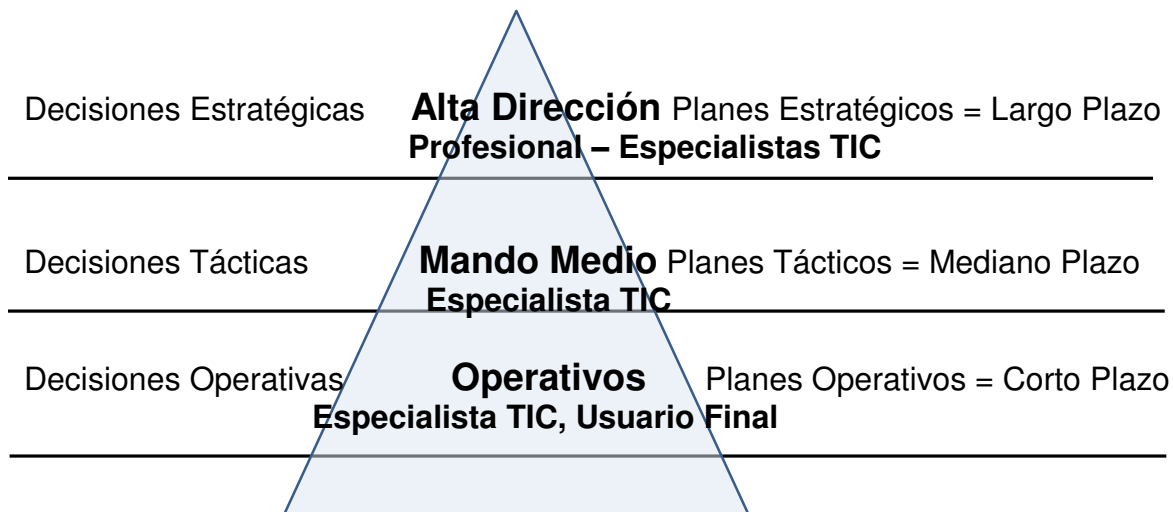 Decisiones Estratégicas Alta Dirección Planes Estratégicos = Largo Plazo
Profesional – Especialistas TIC
Decisiones Tácticas Mando Medio Planes Tácticos = Mediano Plazo
Especialista TIC
Decisiones Operativas Operativos Planes Operativos = Corto Plazo
Especialista TIC, Usuario Final